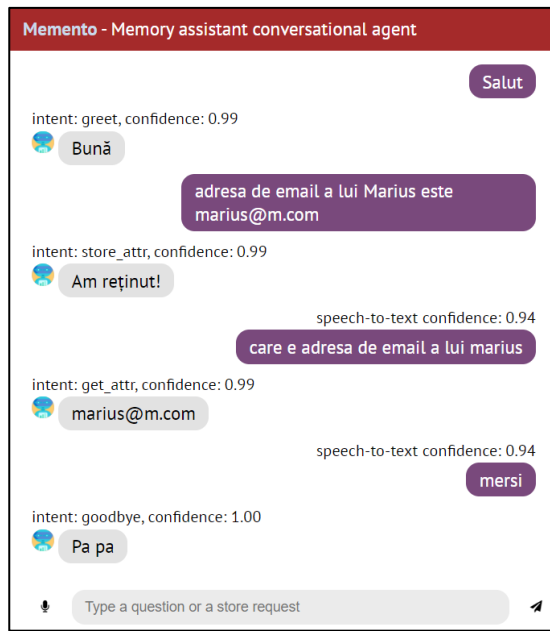 Memento - Memory assistant conversational agent
Salut
intent: greet, confidence: 0.99
Bună
adresa de email a lui Marius este
marius@m.com
intent: store_attr, confidence: 0.99
Am reținut!
speech-to-text confidence: 0.94
care e adresa de email a lui marius
intent: get_attr, confidence: 0.99
marius@m.com
speech-to-text confidence: 0.94
mersi
intent: goodbye, confidence: 1.00
Pa pa
Type a question or a store request